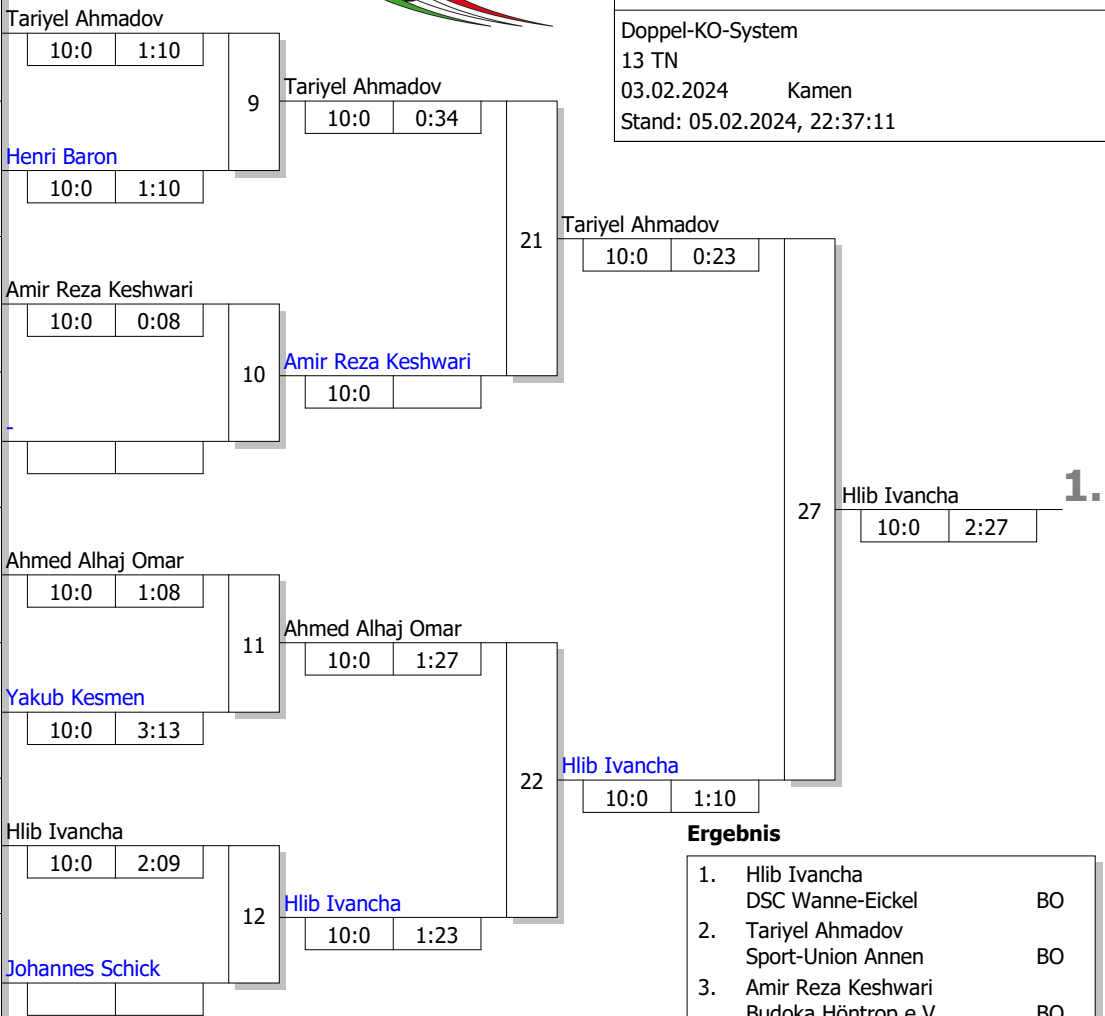 Doppel-KO-System
13 TN
03.02.2024 Kamen
Stand: 05.02.2024, 22:37:11
Tariyel Ahmadov
10:0 1:10
9
Henri Baron
10:0 1:10
Tariyel Ahmadov
10:0 0:34
21
Amir Reza Keshwari
10:0 0:08
10
-
Amir Reza Keshwari
10:0
Tariyel Ahmadov
10:0 0:23
27
Hlib Ivancha
10:0 2:27
1.
Ahmed Alhaj Omar
10:0 1:08
11
Yakub Kesmen
10:0 3:13
Ahmed Alhaj Omar
10:0 1:27
22
Hlib Ivancha
10:0 1:10
Hlib Ivancha
10:0 2:09
12
Johannes Schick
Hlib Ivancha
10:0 1:23
Ergebnis
1. Hlib Ivancha
DSC Wanne-Eickel BO
2. Tariyel Ahmadov
Sport-Union Annen BO
3. Amir Reza Keshwari
Budoka Höntrop e.V. BO